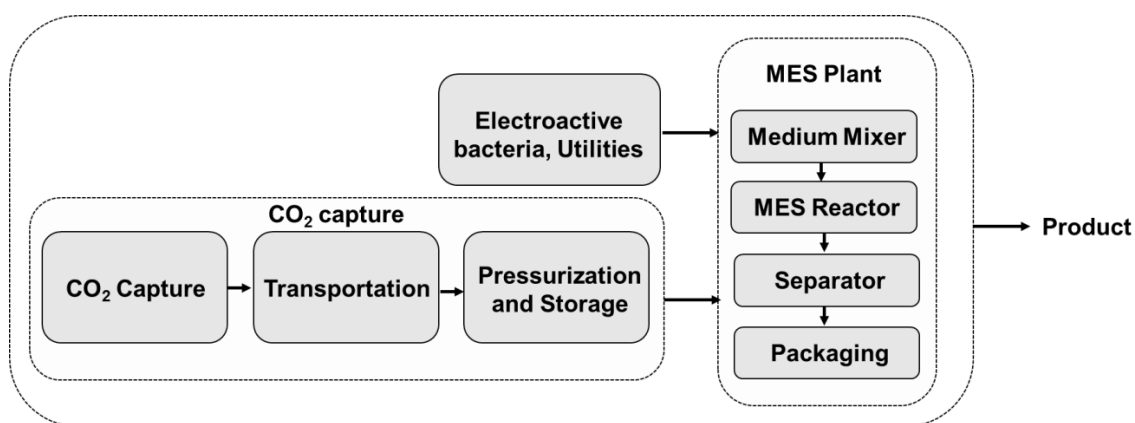 MES Plant
Electroactive
bacteria, Utilities
Medium Mixer
MES Reactor
Separator
Packaging
CO₂ capture
CO₂ Capture
Transportation
Pressurization
and Storage
Product